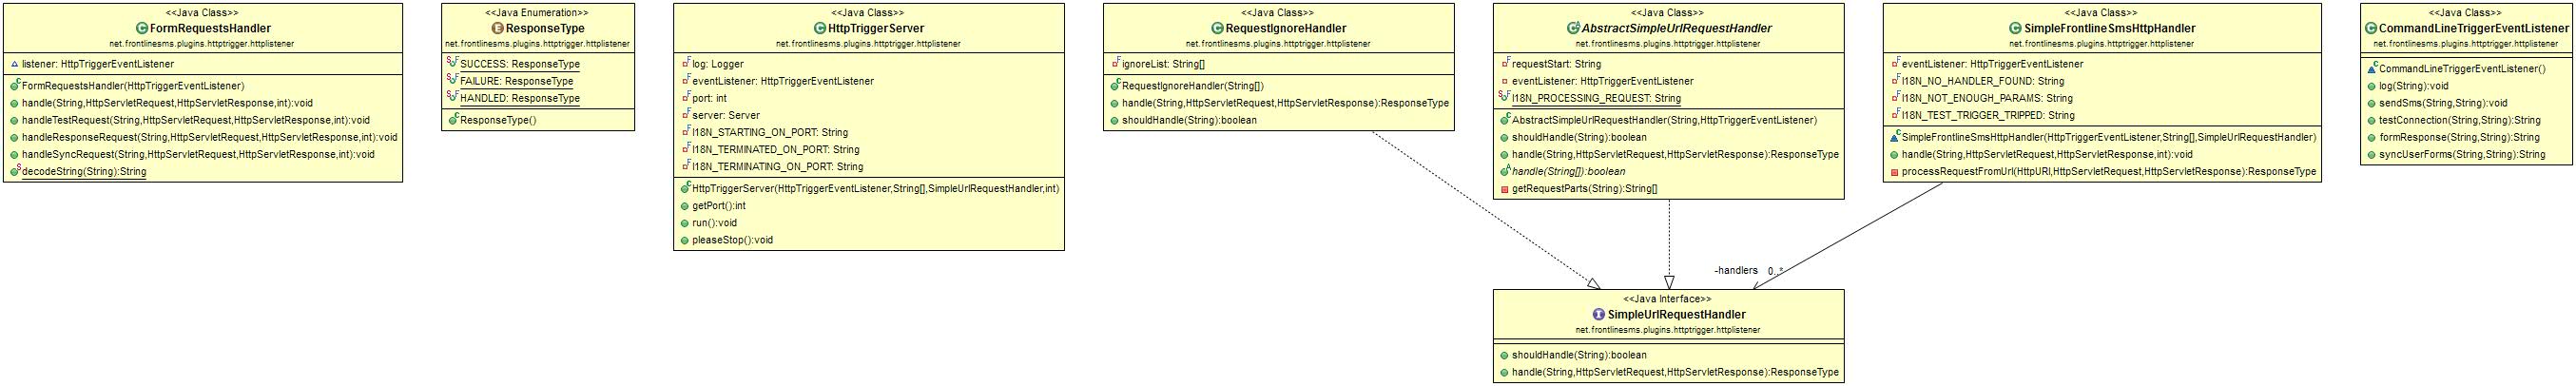 <<Java Class>>
FormRequestsHandler
net.frontlinesms.plugins.httptrigger.httplistener
listener: HttpTriggerEventListener
FormRequestsHandler(HttpTriggerEventListener)
handle(String,HttpServletRequest,HttpServletResponse,int):void
handleTestRequest(String,HttpServletRequest,HttpServletResponse,int):void
handleResponseRequest(String,HttpServletRequest,HttpServletResponse,int):void
handleSyncRequest(String,HttpServletRequest,HttpServletResponse,int):void
decodeString(String):String
<<Java Enumeration>>
ResponseType
net.frontlinesms.plugins.httptrigger.httplistener
SUCCESS: ResponseType
FAILURE: ResponseType
HANDLED: ResponseType
ResponseType()
<<Java Class>>
HttpTriggerServer
net.frontlinesms.plugins.httptrigger.httplistener
log: Logger
eventListener: HttpTriggerEventListener
port: int
server: Server
I18N_STARTING_ON_PORT: String
I18N_TERMINATED_ON_PORT: String
I18N_TERMINATING_ON_PORT: String
HttpTriggerServer(HttpTriggerEventListener,String[],SimpleUrlRequestHandler,int)
getPort():int
run():void
pleaseStop():void
<<Java Class>>
RequestIgnoreHandler
net.frontlinesms.plugins.httptrigger.httplistener
ignoreList: String[]
RequestIgnoreHandler(String[])
handle(String,HttpServletRequest,HttpServletResponse):ResponseType
shouldHandle(String):boolean
<<Java Class>>
AbstractSimpleUrlRequestHandler
net.frontlinesms.plugins.httptrigger.httplistener
requestStart: String
eventListener: HttpTriggerEventListener
I18N_PROCESSING_REQUEST: String
AbstractSimpleUrlRequestHandler(String,HttpTriggerEventListener)
shouldHandle(String):boolean
handle(String,HttpServletRequest,HttpServletResponse):ResponseType
handle(String[]):boolean
getRequestParts(String):String[]
<<Java Class>>
SimpleFrontlineSmsHttpHandler
net.frontlinesms.plugins.httptrigger.httplistener
eventListener: HttpTriggerEventListener
I18N_NO_HANDLER_FOUND: String
I18N_NOT_ENOUGH_PARAMS: String
I18N_TEST_TRIGGER_TRIPPED: String
SimpleFrontlineSmsHttpHandler(HttpTriggerEventListener,String[],SimpleUrlRequestHandler)
handle(String,HttpServletRequest,HttpServletResponse,int):void
processRequestFromUrl(HttpURI,HttpServletRequest,HttpServletResponse):ResponseType
<<Java Class>>
CommandLineTriggerEventListener
net.frontlinesms.plugins.httptrigger.httplistener
CommandLineTriggerEventListener()
log(String):void
sendSms(String,String):void
testConnection(String,String):String
formResponse(String,String):String
syncUserForms(String,String):String
-handlers 0..*
<<Java Interface>>
SimpleUrlRequestHandler
net.frontlinesms.plugins.httptrigger.httplistener
shouldHandle(String):boolean
handle(String,HttpServletRequest,HttpServletResponse):ResponseType